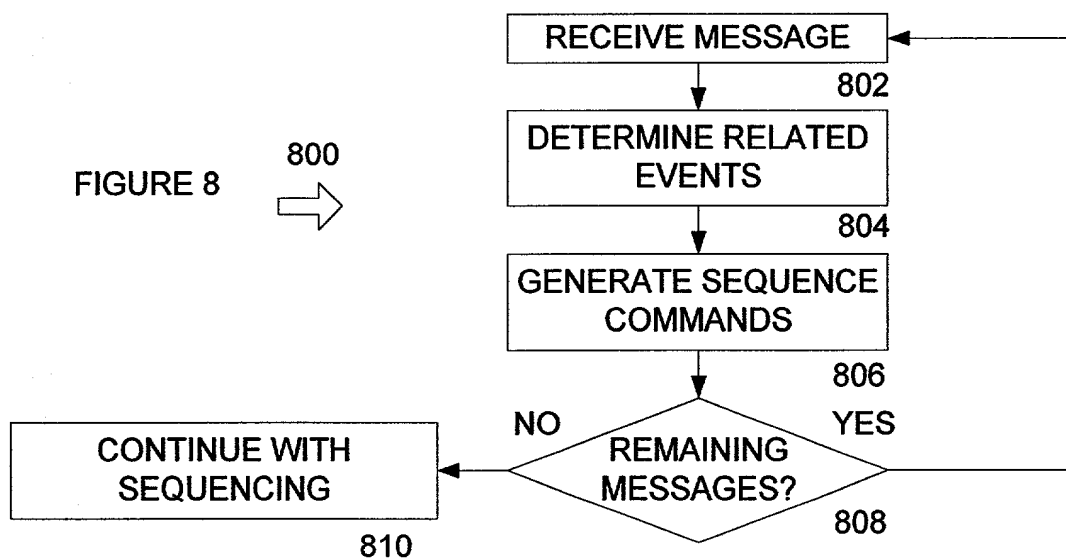 RECEIVE MESSAGE
802
DETERMINE RELATED
EVENTS
804
FIGURE 8
800
GENERATE SEQUENCE
COMMANDS
806
NO
YES
REMAINING
MESSAGES?
808
CONTINUE WITH
SEQUENCING
810